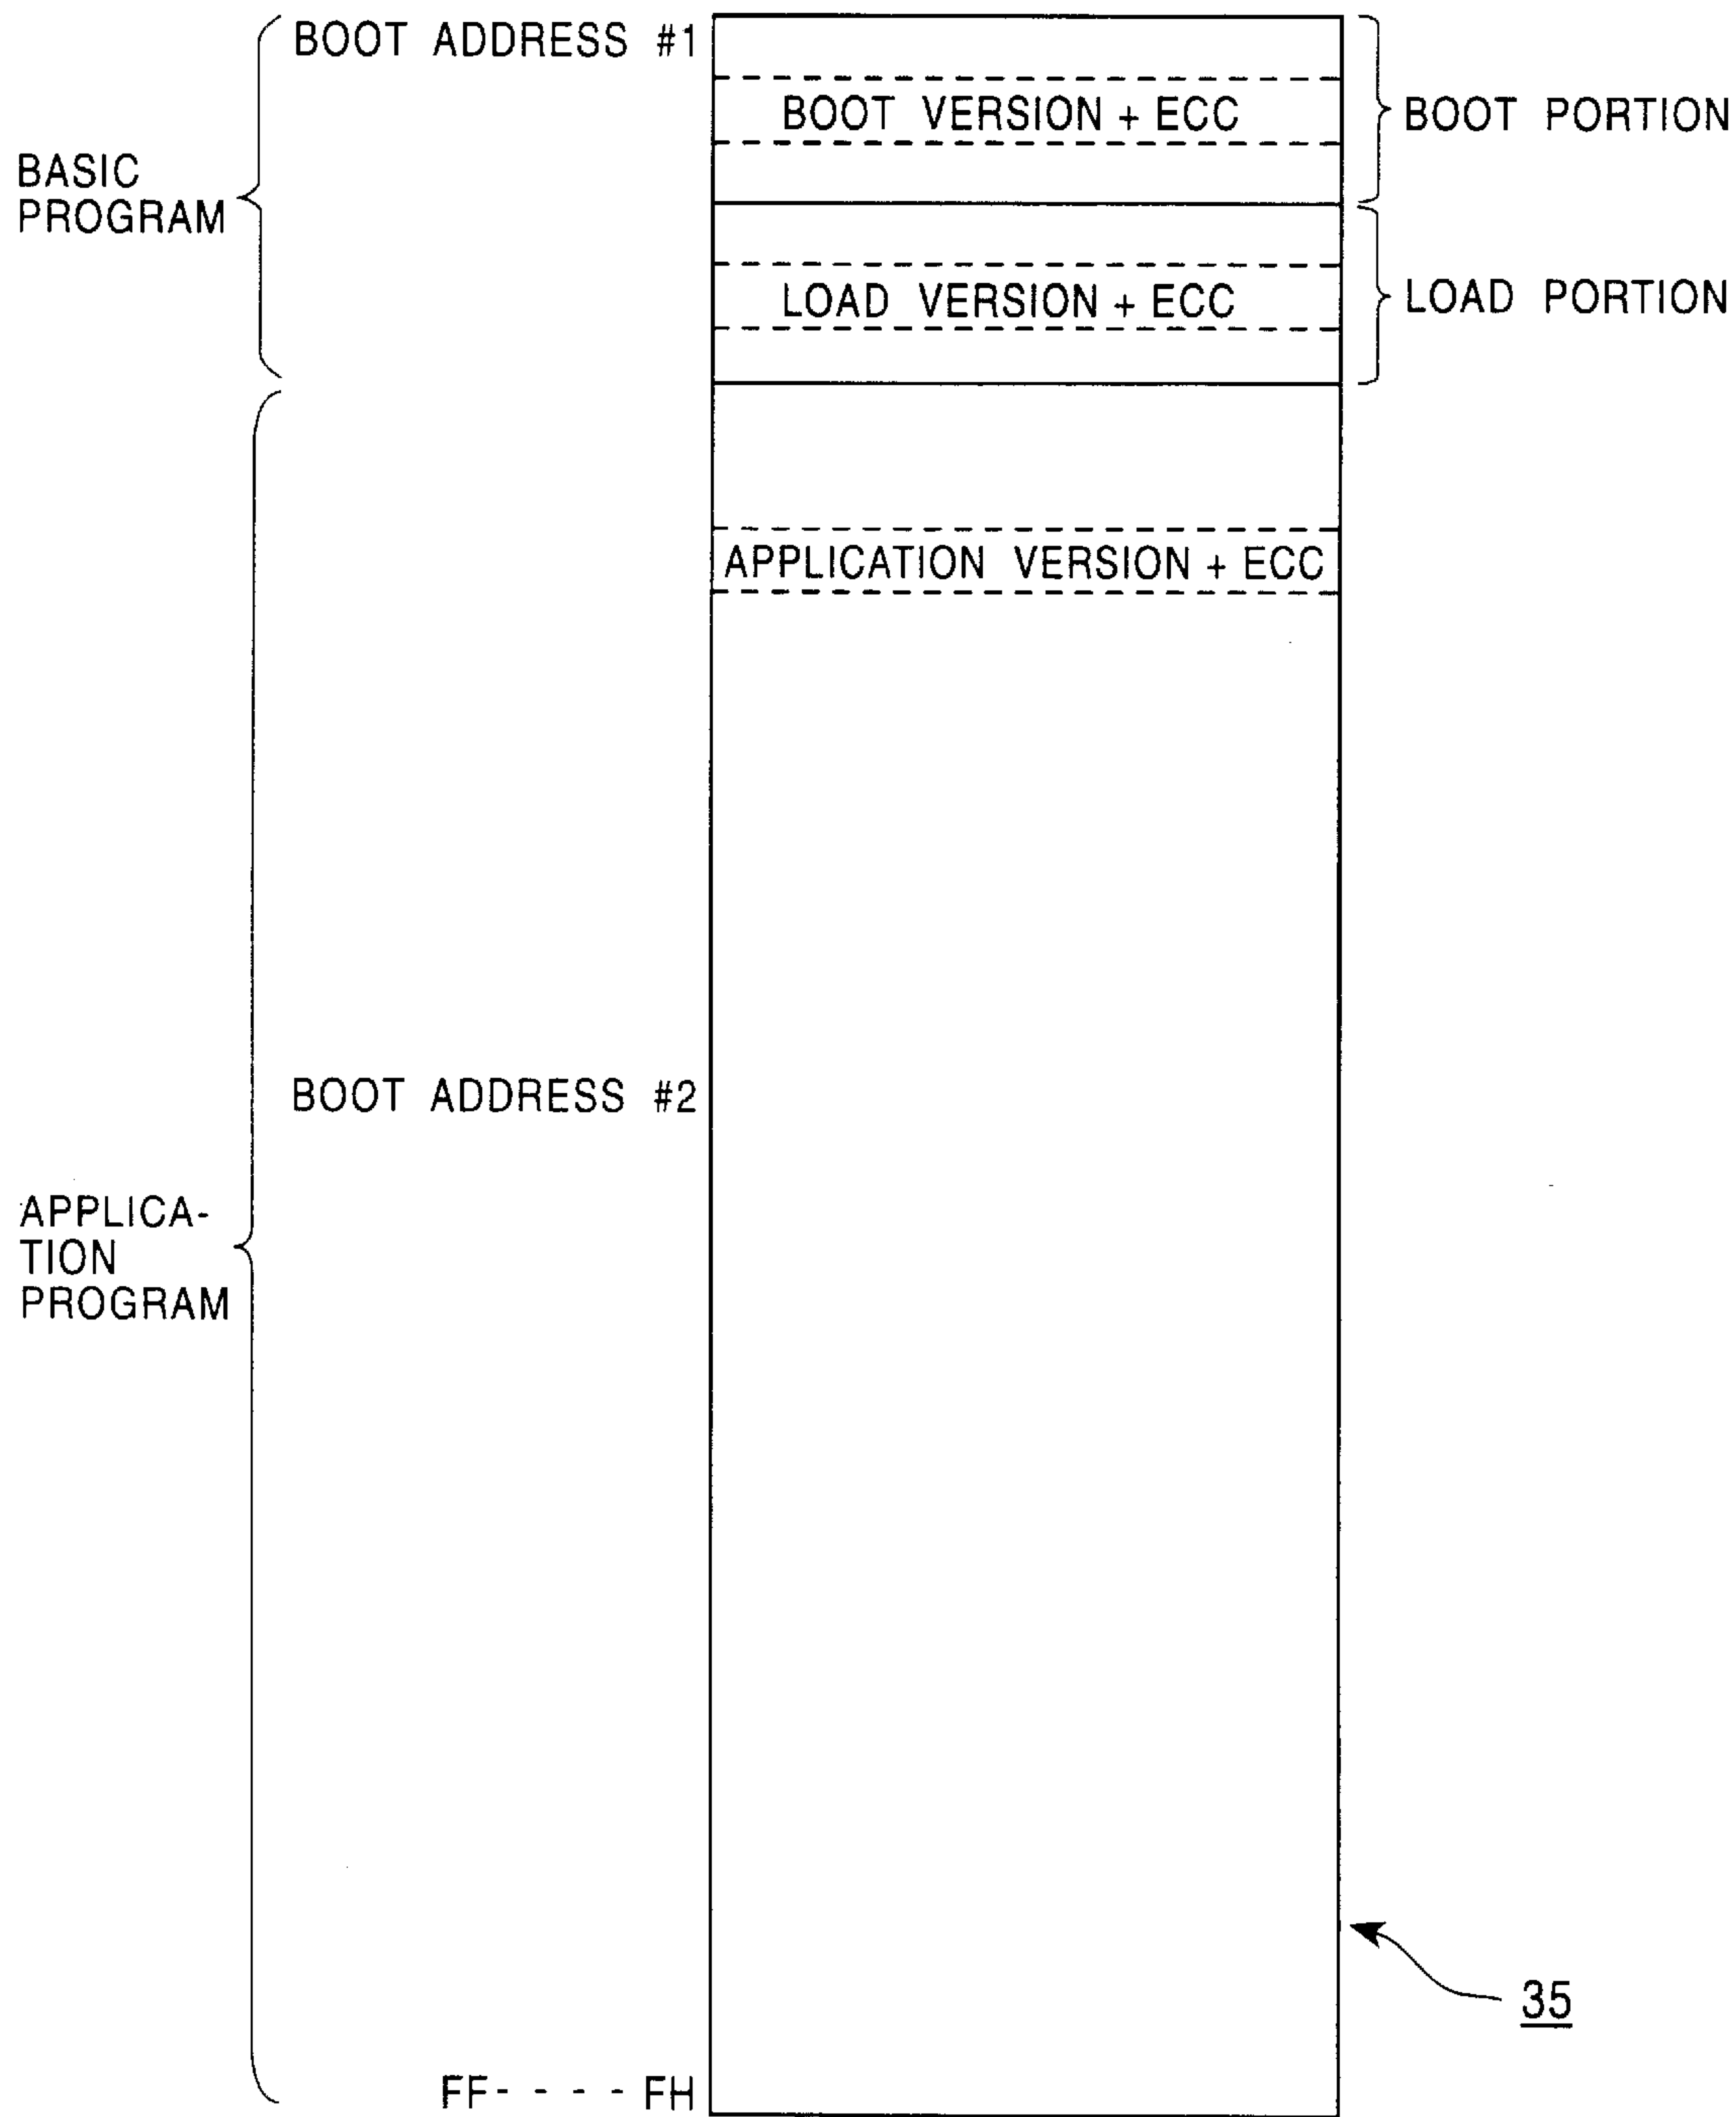 BOOT ADDRESS #1
BOOT VERSION + ECC
BOOT PORTION
BASIC
PROGRAM
LOAD VERSION + ECC
LOAD PORTION
APPLICATION VERSION + ECC
BOOT ADDRESS #2
APPLICA-
TION
PROGRAM
35
FF- - - - FH